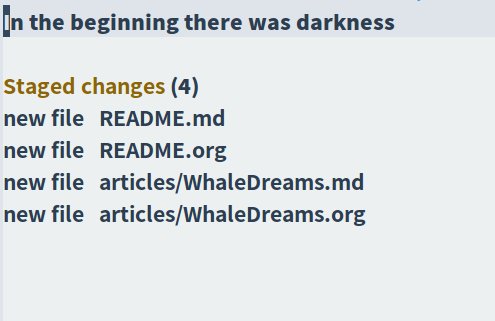 In the beginning there was darkness
Staged changes (4)
new file README.md
new file README.org
new file articles/WhaleDreams.md
new file articles/WhaleDreams.org